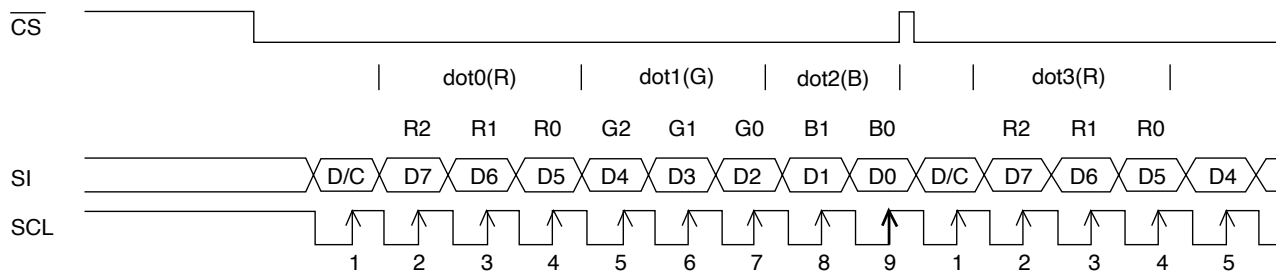 CS
dot0(R) dot1(G) dot2(B) dot3(R)
R2 R1 R0 G2 G1 G0 B1 B0 R2 R1 R0
SI D/C D7 D6 D5 D4 D3 D2 D1 D0 D/C D7 D6 D5 D4
SCL
1 2 3 4 5 6 7 8 9 1 2 3 4 5